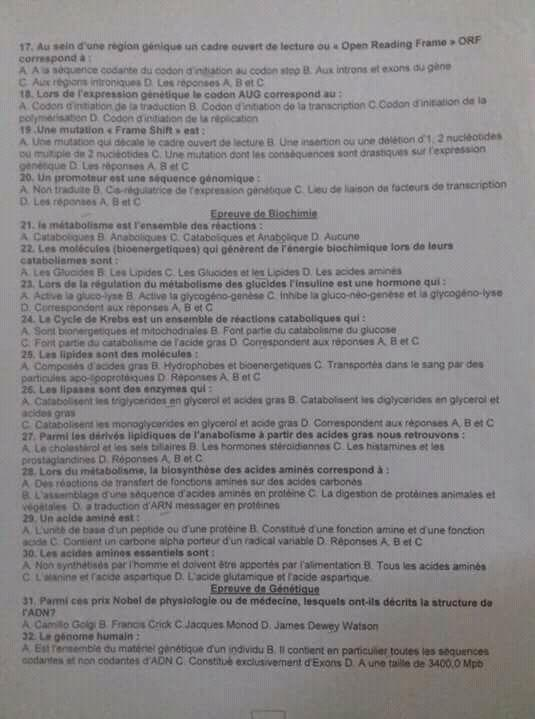 17. Au sein d'une région génique un cadre ouvert de lecture ou « Open Reading Frame » ORF
correspond à :
A. A la séquence codante du codon d'initiation au codon stop B. Aux introns et exons du gène
C. Aux régions introniques D. Les réponses A, B et C
18. Lors de l'expression génétique le codon AUG correspond au :
A. Codon d'initiation de la traduction B. Codon d'initiation de la transcription C.Codon d'initiation de la
polymérisation D. Codon d'initiation de la réplication
19 .Une mutation « Frame Shift » est :
A. Une mutation qui décale le cadre ouvert de lecture B. Une insertion ou une délétion d'1, 2 nucléotides
ou multiple de 2 nucléotides C. Une mutation dont les conséquences sont drastiques sur l'expression
génétique D. Les réponses A, B et C
20. Un promoteur est une séquence génomique :
A. Non traduite B. Cis-régulatrice de l'expression génétique C. Lieu de liaison de facteurs de transcription
D. Les réponses A, B et C
Epreuve de Biochimie
21. le métabolisme est l'ensemble des réactions :
A. Cataboliques B. Anaboliques C. Cataboliques et Anabolique D. Aucune
22. Les molécules (bioenergetiques) qui génèrent de l'énergie biochimique lors de leurs
catabolismes sont :
A. Les Glucides B. Les Lipides C. Les Glucides et les Lipides D. Les acides aminés
23. Lors de la régulation du métabolisme des glucides l'insuline est une hormone qui :
A. Active la gluco-lyse B. Active la glycogéno-genèse C. Inhibe la gluco-néo-genèse et la glycogéno-lyse
D. Correspondent aux réponses A, B et C
24. Le Cycle de Krebs est un ensemble de réactions cataboliques qui :
A. Sont bionergetiques et mitochodriales B. Font partie du catabolisme du glucose
C. Font partie du catabolisme de l'acide gras D. Correspondent aux réponses A, B et C
25. Les lipides sont des molécules :
A. Composés d'acides gras B. Hydrophobes et bioenergetiques C. Transportés dans le sang par des
particules apo-lipoprotéiques D. Réponses A, B et C
26. Les lipases sont des enzymes qui :
A. Catabolisent les triglycerides en glycerol et acides gras B. Catabolisent les diglycerides en glycerol et
acides gras
C. Catabolisent les monoglycerides en glycerol et acide gras D. Correspondent aux réponses A, B et C
27. Parmi les dérivés lipidiques de l'anabolisme à partir des acides gras nous retrouvons :
A. Le cholestérol et les sels biliaires B. Les hormones stéroidiennes C. Les histamines et les
prostaglandines D. Réponses A, B et C
28. Lors du métabolisme, la biosynthèse des acides aminés correspond à :
A. Des réactions de transfert de fonctions amines sur des acides carbonés
B. L'assemblage d'une séquence d'acides aminés en protéine C. La digestion de protéines animales et
végétales D. a traduction d'ARN messager en protéines
29. Un acide aminé est :
A. L'unité de base d'un peptide ou d'une protéine B. Constitué d'une fonction amine et d'une fonction
acide C. Contient un carbone alpha porteur d'un radical variable D. Réponses A, B et C
30. Les acides aminés essentiels sont :
A. Non synthétisés par l'homme et doivent être apportés par l'alimentation B. Tous les acides aminés
C. L'alanine et l'acide aspartique D. L'acide glutamique et l'acide aspartique.
Epreuve de Génétique
31. Parmi ces prix Nobel de physiologie ou de médecine, lesquels ont-ils décrits la structure de
l'ADN?
A. Camillo Golgi B. Francis Crick C.Jacques Monod D. James Dewey Watson
32. Le génome humain :
A. Est l'ensemble du matériel génétique d'un individu B. Il contient en particulier toutes les séquences
codantes et non codantes d'ADN C. Constitué exclusivement d'Exons D. A une taille de 3400,0 Mpb